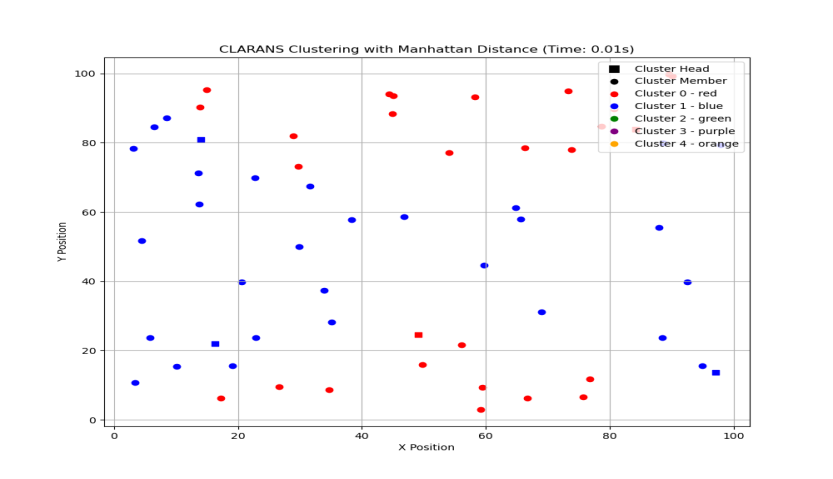 CLARANS Clustering with Manhattan Distance (Time: 0.01s)
Cluster Head
Cluster Member
Cluster 0 - red
Cluster 1 - blue
Cluster 2 - green
Cluster 3 - purple
Cluster 4 - orange
Y Position
100
80
60
40
20
0
0 20 40 60 80 100
X Position